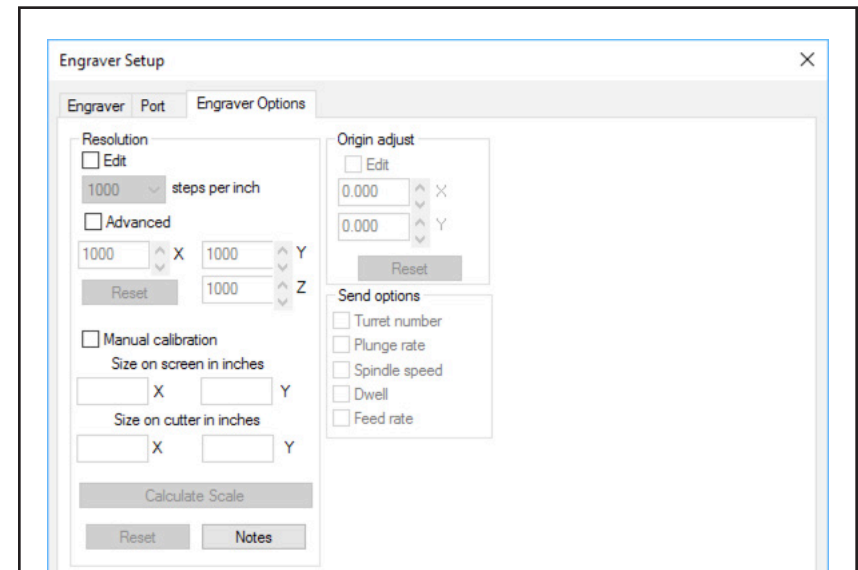 Engraver Setup
Engraver Port Engraver Options
Resolution
Edit
1000 steps per inch
Advanced
1000 X 1000 Y
Reset 1000 Z
Manual calibration
Size on screen in inches
X Y
Size on cutter in inches
X Y
Calculate Scale
Reset Notes
Origin adjust
Edit
0.000 X
0.000 Y
Reset
Send options
Turret number
Plunge rate
Spindle speed
Dwell
Feed rate